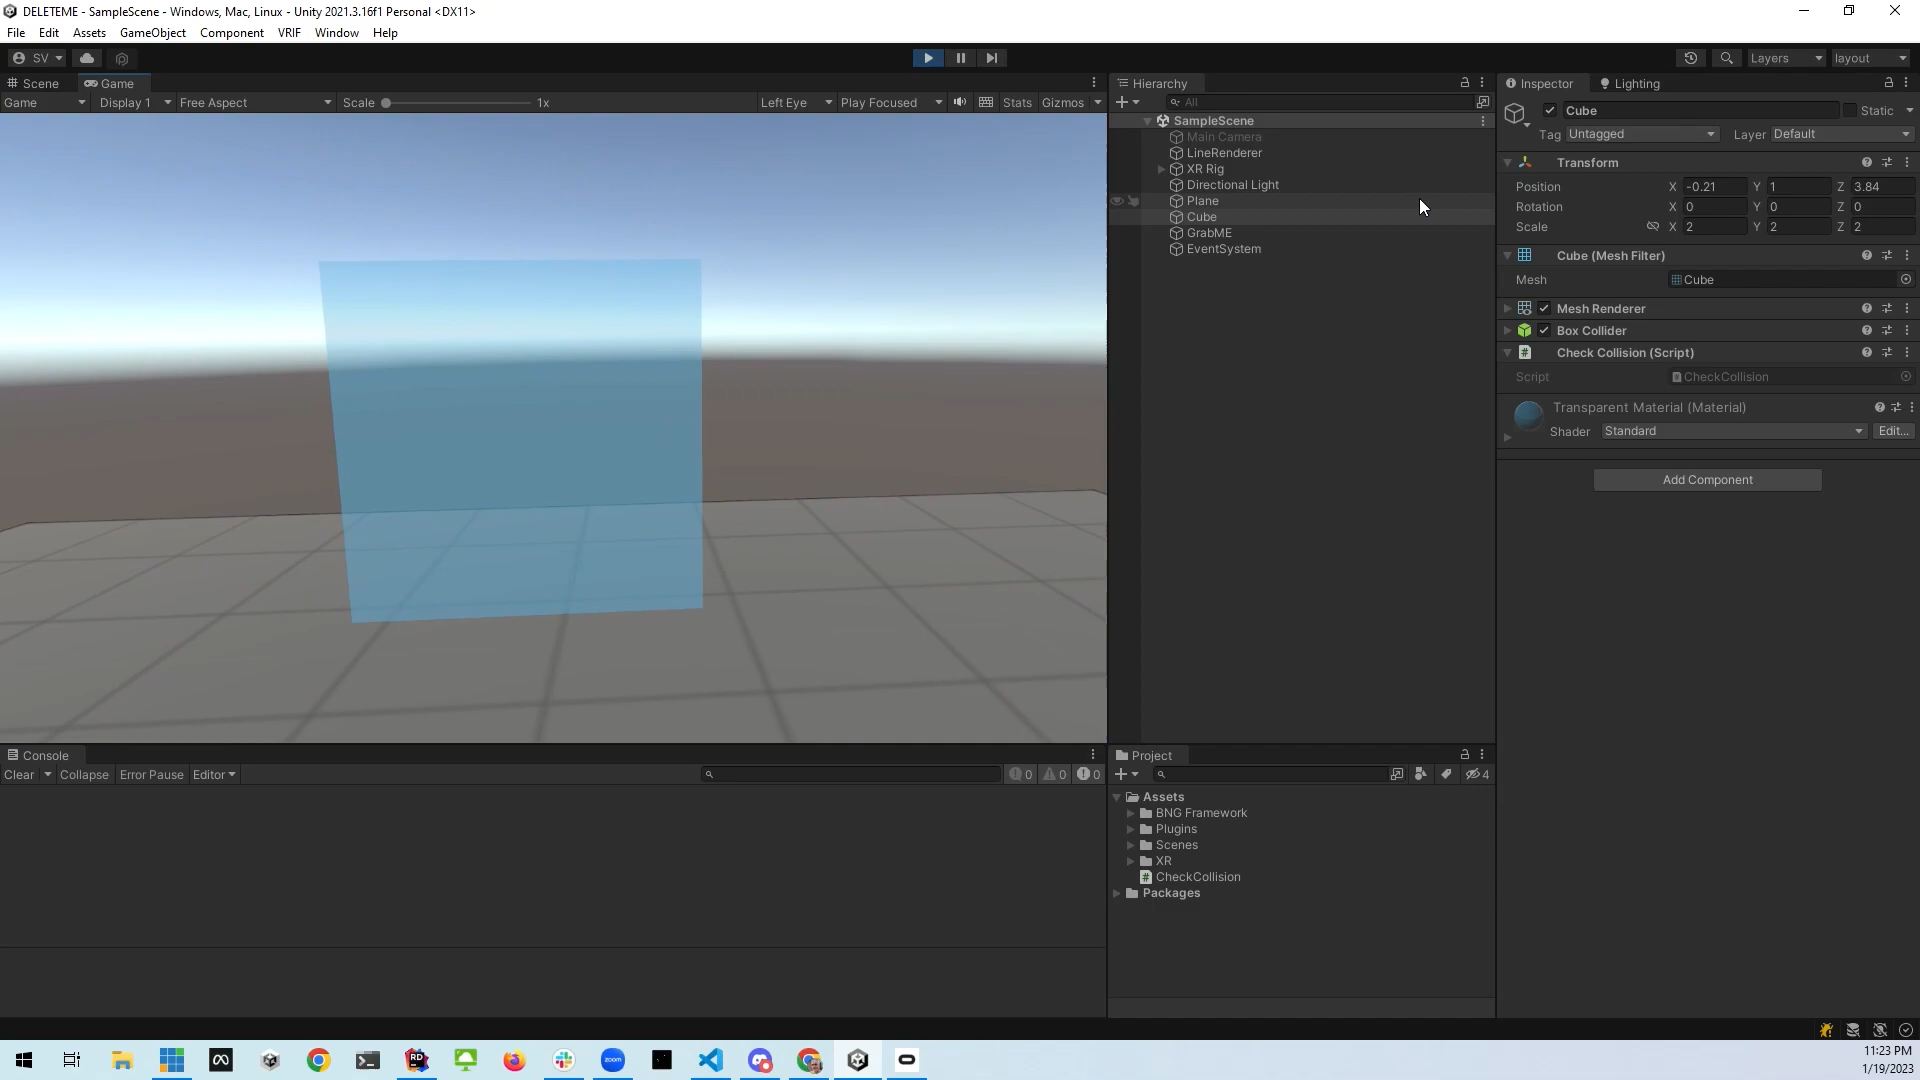 DELETEME - SampleScene - Windows, Mac, Linux - Unity 2021.3.16f1 Personal <DX11>
File Edit Assets GameObject Component VRIF Window Help
SV Layers layout
Scene Game
Game Display 1 Free Aspect Scale 1x Left Eye Play Focused Stats Gizmos
Hierarchy
All
SampleScene
Main Camera
LineRenderer
XR Rig
Directional Light
Plane
Cube
GrabME
EventSystem
Inspector Lighting
Cube Static
Tag Untagged Layer Default
Transform
Position X -0.21 Y 1 Z 3.84
Rotation X 0 Y 0 Z 0
Scale X 2 Y 2 Z 2
Cube (Mesh Filter)
Mesh Cube
Mesh Renderer
Box Collider
Check Collision (Script)
Script CheckCollision
Transparent Material (Material)
Shader Standard Edit...
Add Component
Console
Clear Collapse Error Pause Editor 0 0 0
Project
4
Assets
BNG Framework
Plugins
Scenes
XR
CheckCollision
Packages
RD
zoom
11:23 PM
1/19/2023